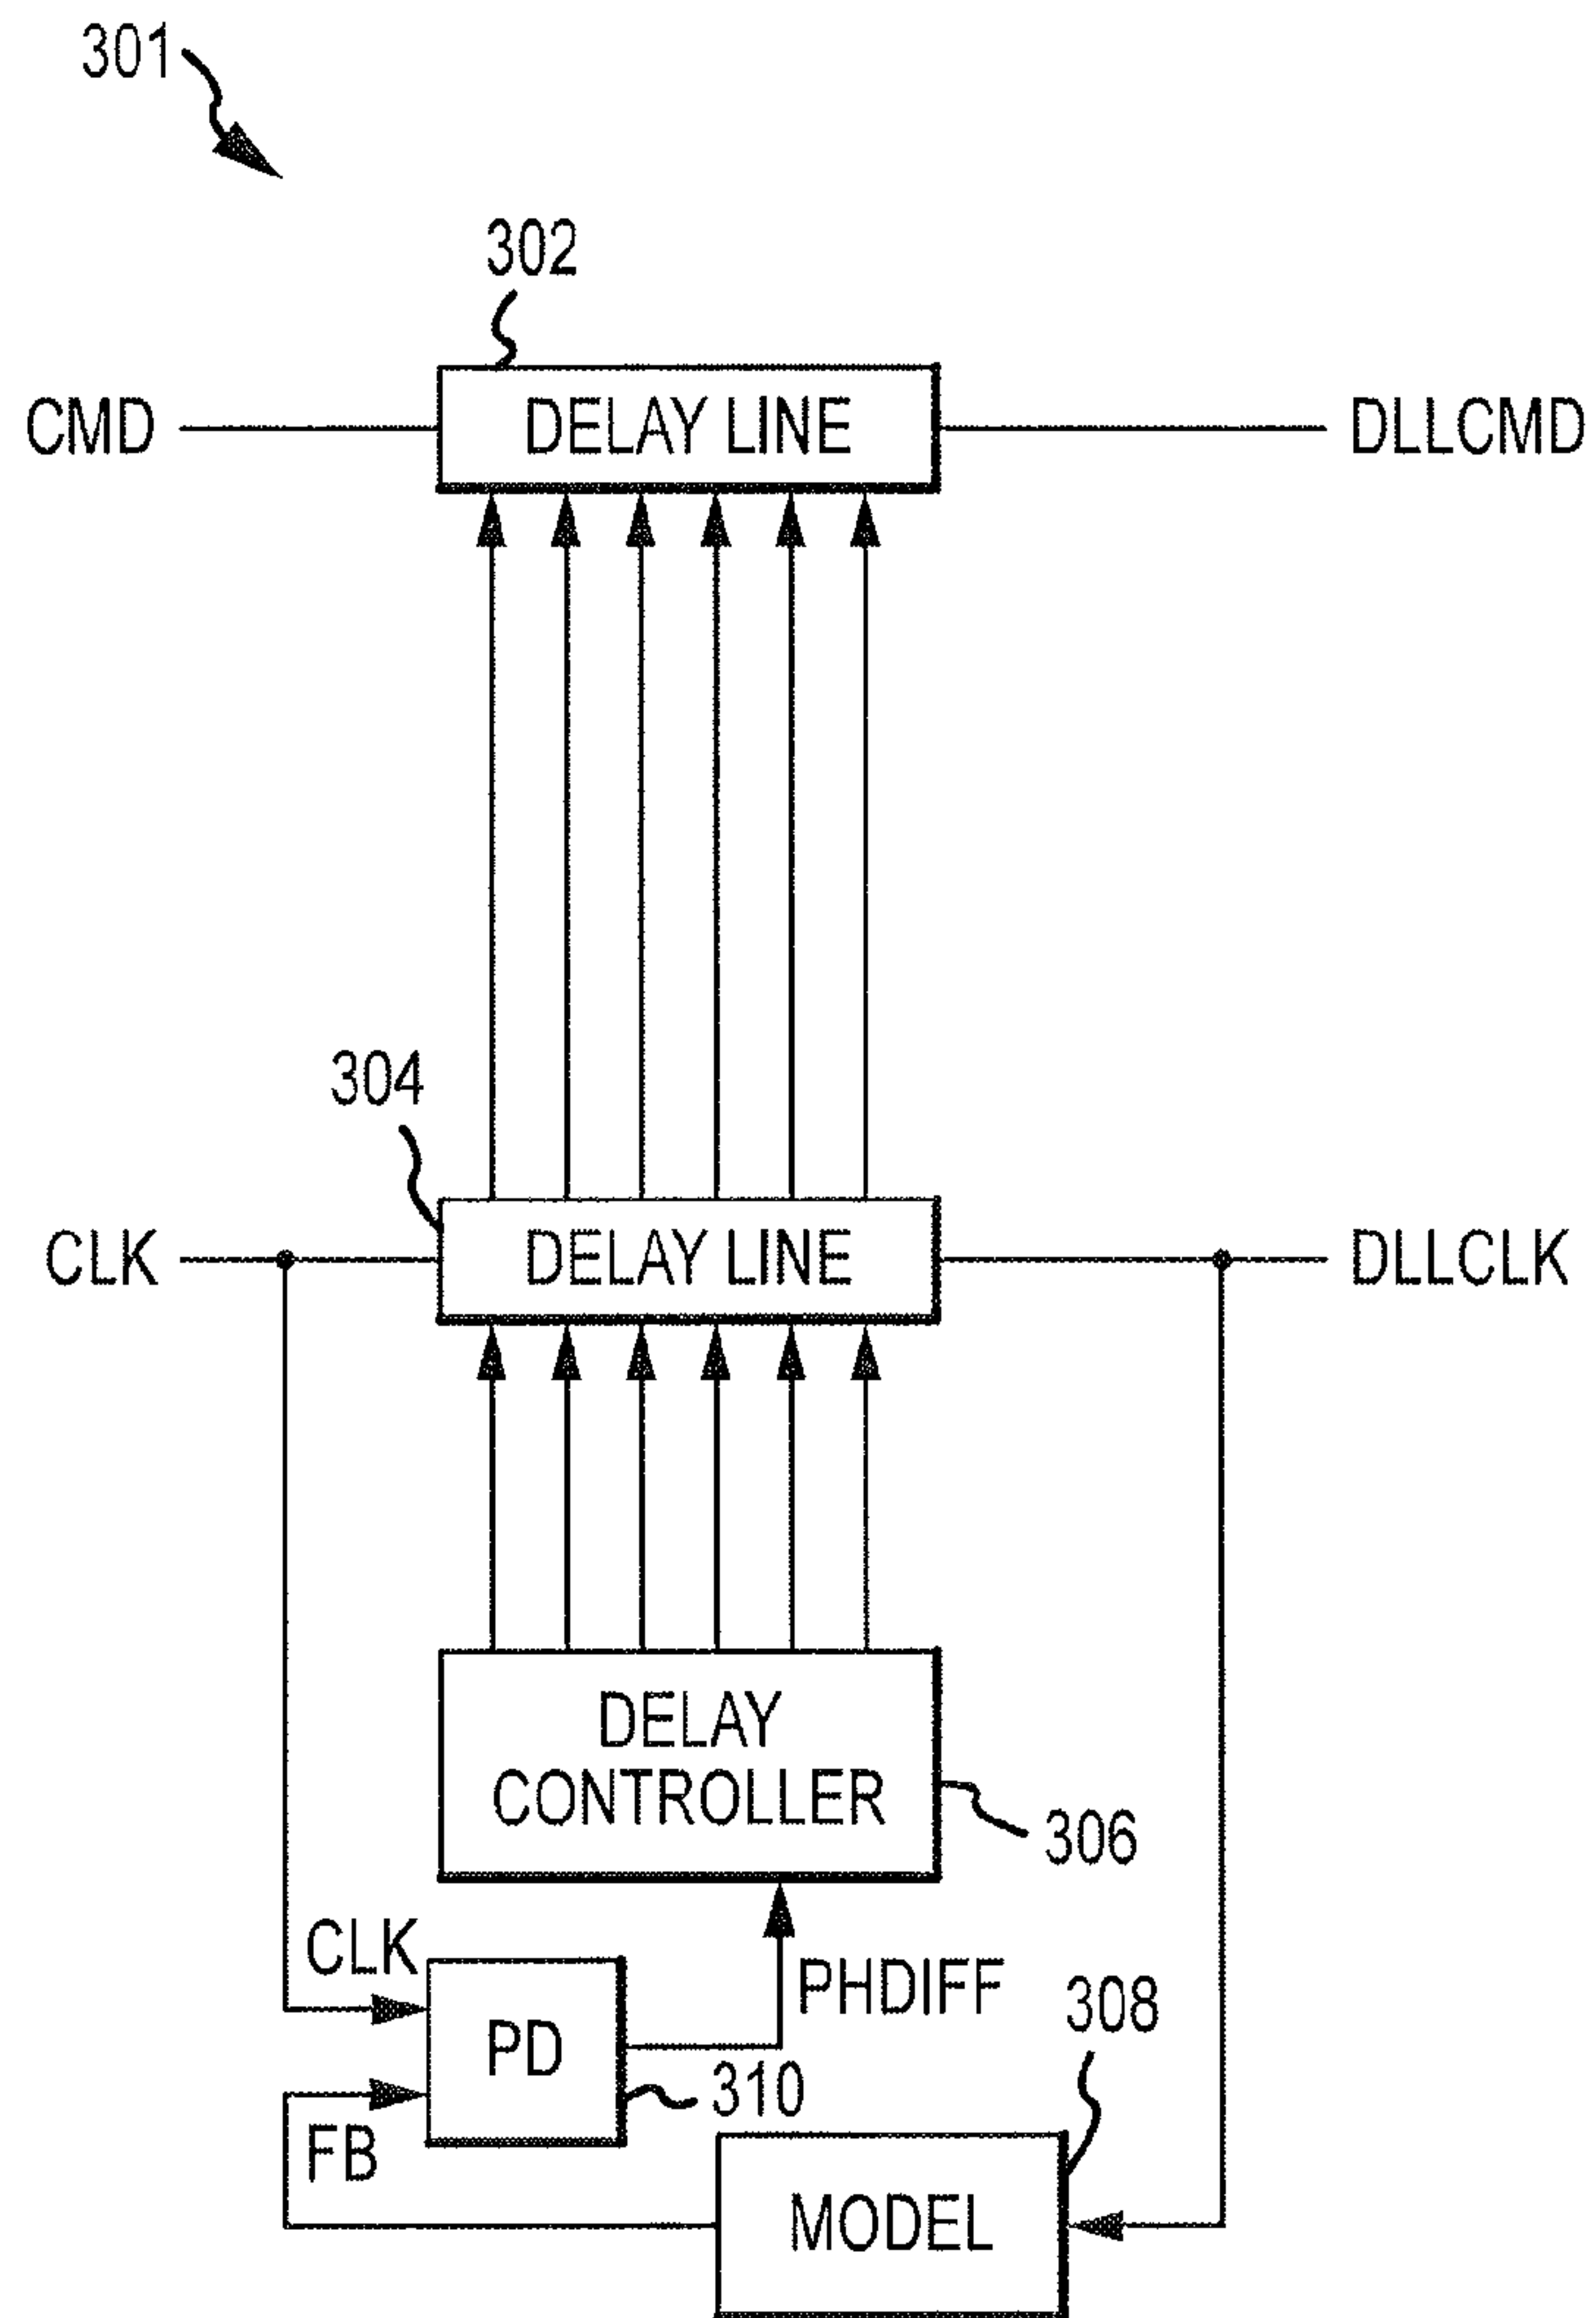 301
302
CMD
DELAY LINE
DLLCMD
304
CLK
DELAY LINE
DLLCLK
DELAY
CONTROLLER
306
CLK
PHDIFF
308
PD
310
FB
MODEL